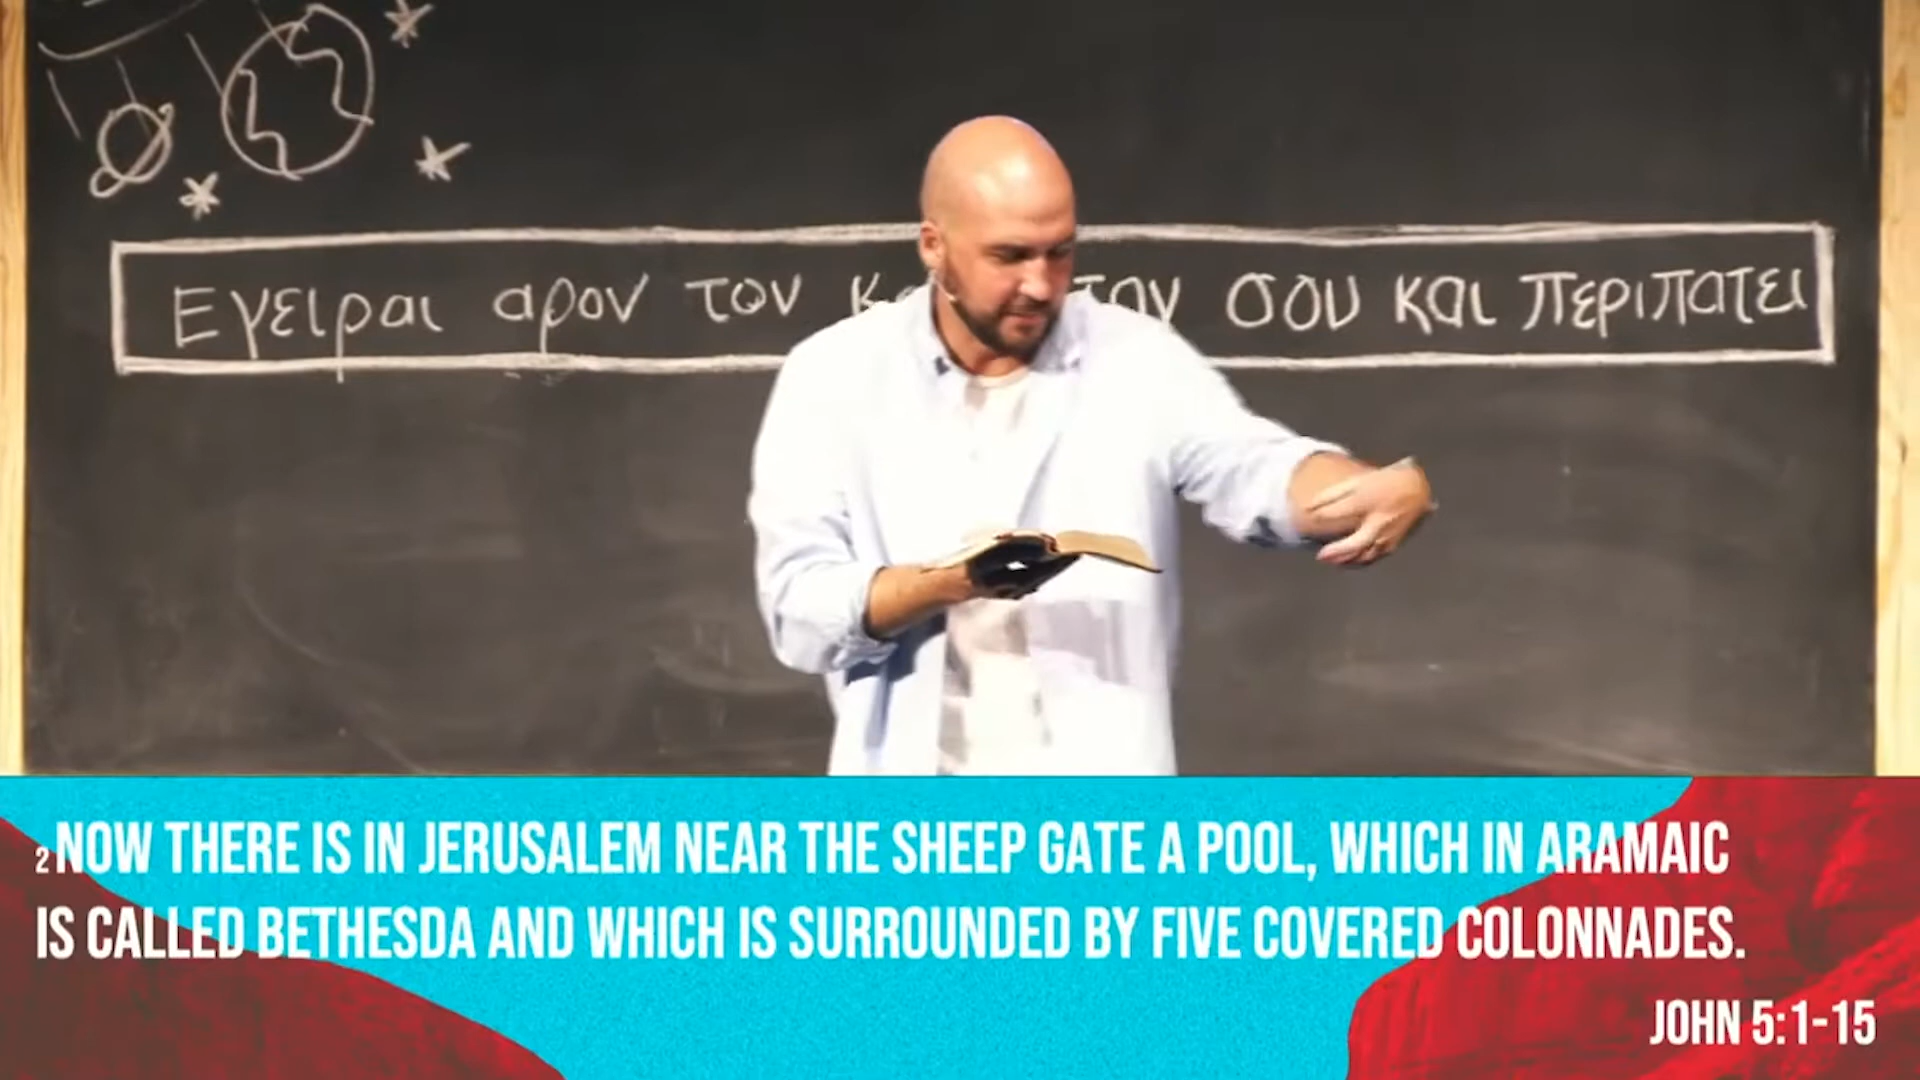 Εγειραι αρον τον σου και περιπατει
2 NOW THERE IS IN JERUSALEM NEAR THE SHEEP GATE A POOL, WHICH IN ARAMAIC
IS CALLED BETHESDA AND WHICH IS SURROUNDED BY FIVE COVERED COLONNADES.
JOHN 5:1-15